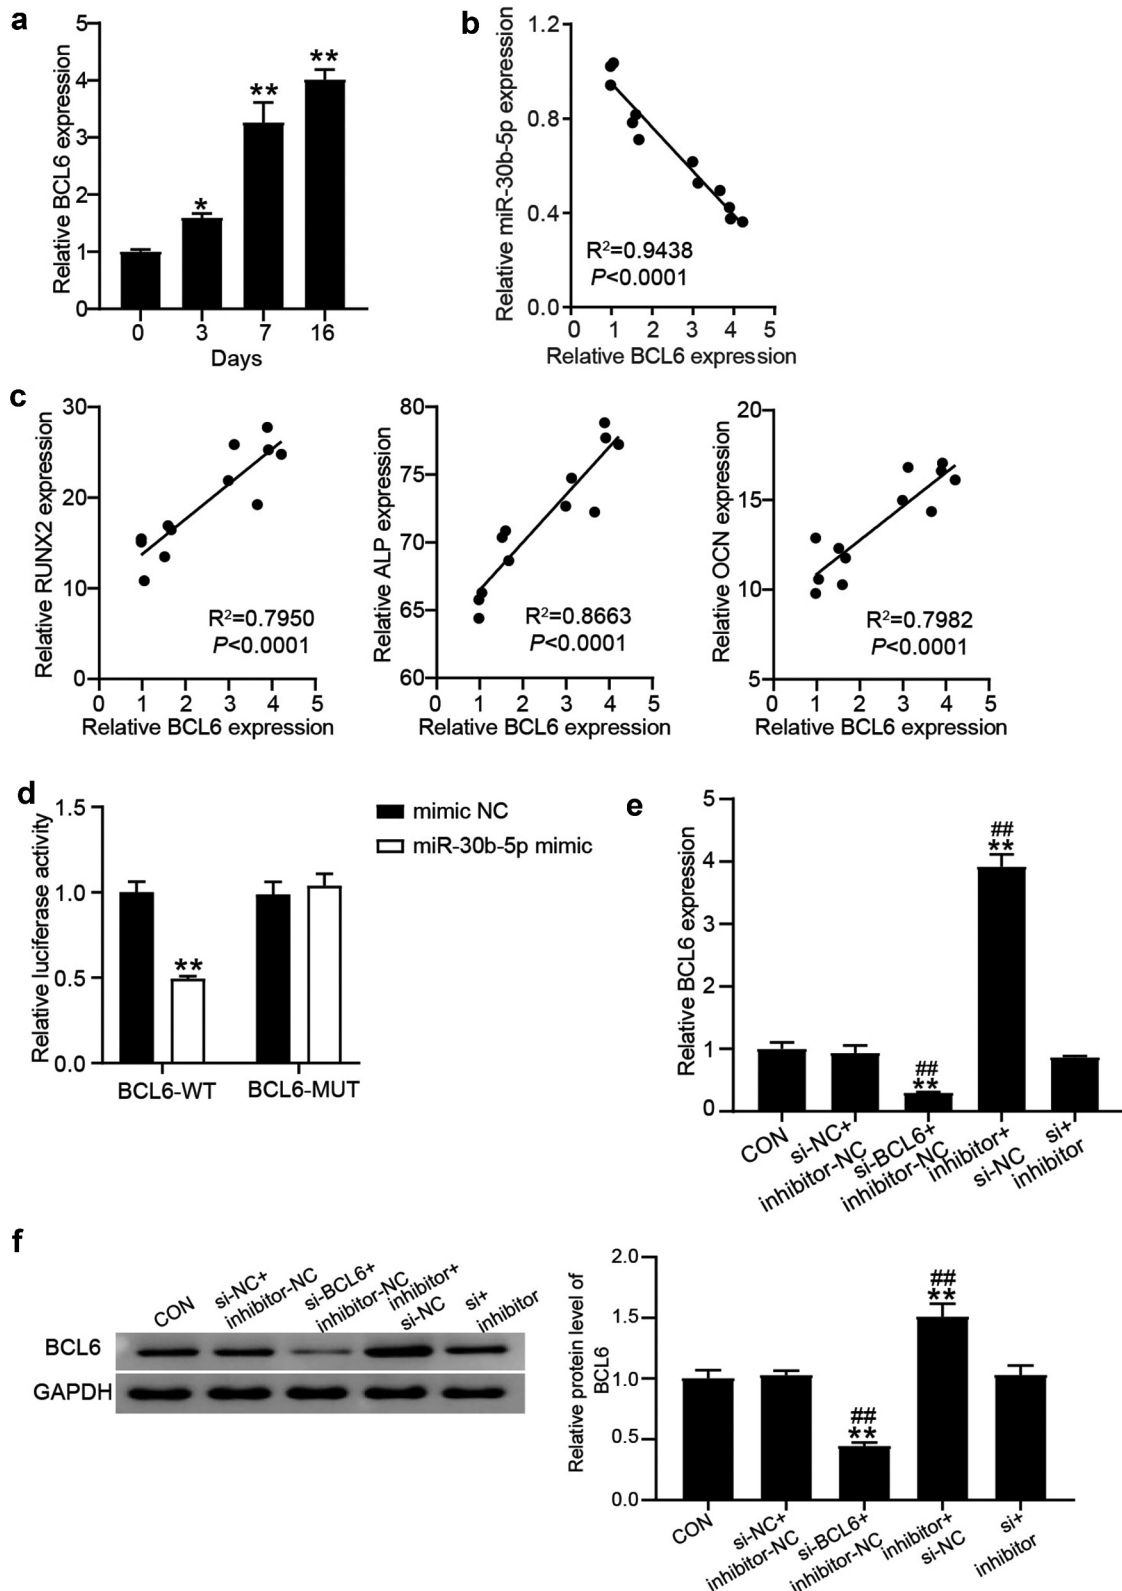 a
Relative BCL6 expression
5
4
3
2
1
0
*
**
**
0 3 7 16
Days
b
Relative miR-30b-5p expression
1.2
0.8
0.4
0.0
R²=0.9438
P<0.0001
0 1 2 3 4 5
Relative BCL6 expression
c
Relative RUNX2 expression
30
20
10
0
R²=0.7950
P<0.0001
0 1 2 3 4 5
Relative BCL6 expression
Relative ALP expression
80
75
70
65
60
R²=0.8663
P<0.0001
0 1 2 3 4 5
Relative BCL6 expression
Relative OCN expression
20
15
10
5
R²=0.7982
P<0.0001
0 1 2 3 4 5
Relative BCL6 expression
d
Relative luciferase activity
1.5
1.0
0.5
0.0
**
BCL6-WT BCL6-MUT
mimic NC
miR-30b-5p mimic
e
Relative BCL6 expression
5
4
3
2
1
0
##
**
##
**
CON
si-NC+
inhibitor-NC
si-BCL6+
inhibitor-NC
inhibitor+
si-NC
si+
inhibitor
f
CON
si-NC+
inhibitor-NC
si-BCL6+
inhibitor-NC
inhibitor+
si-NC
si+
inhibitor
BCL6
GAPDH
Relative protein level of
BCL6
2.0
1.5
1.0
0.5
0.0
##
**
##
**
CON
si-NC+
inhibitor-NC
si-BCL6+
inhibitor-NC
inhibitor+
si-NC
si+
inhibitor